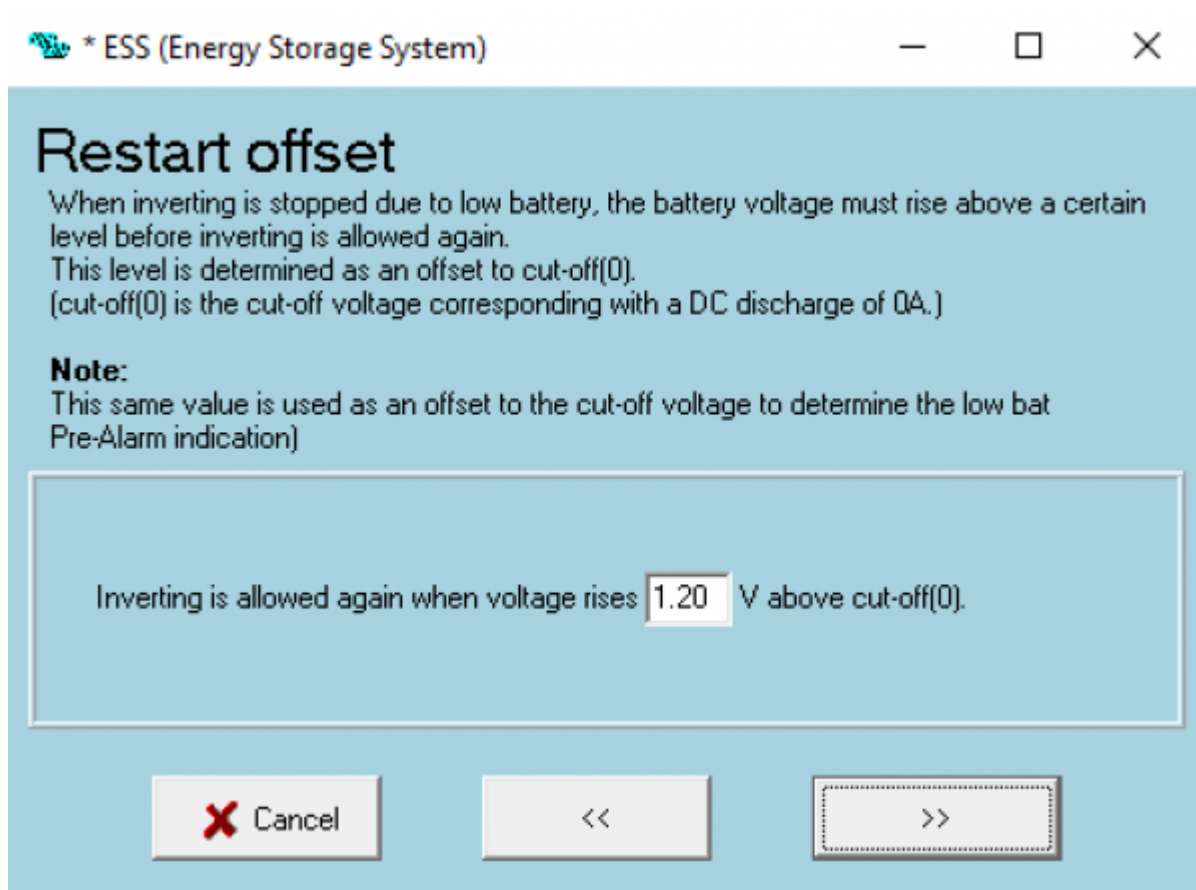 * ESS (Energy Storage System)
Restart offset
When inverting is stopped due to low battery, the battery voltage must rise above a certain
level before inverting is allowed again.
This level is determined as an offset to cut-off(0).
(cut-off(0) is the cut-off voltage corresponding with a DC discharge of 0A.)
Note:
This same value is used as an offset to the cut-off voltage to determine the low bat
Pre-Alarm indication)
Inverting is allowed again when voltage rises 1.20 V above cut-off(0).
Cancel << >>